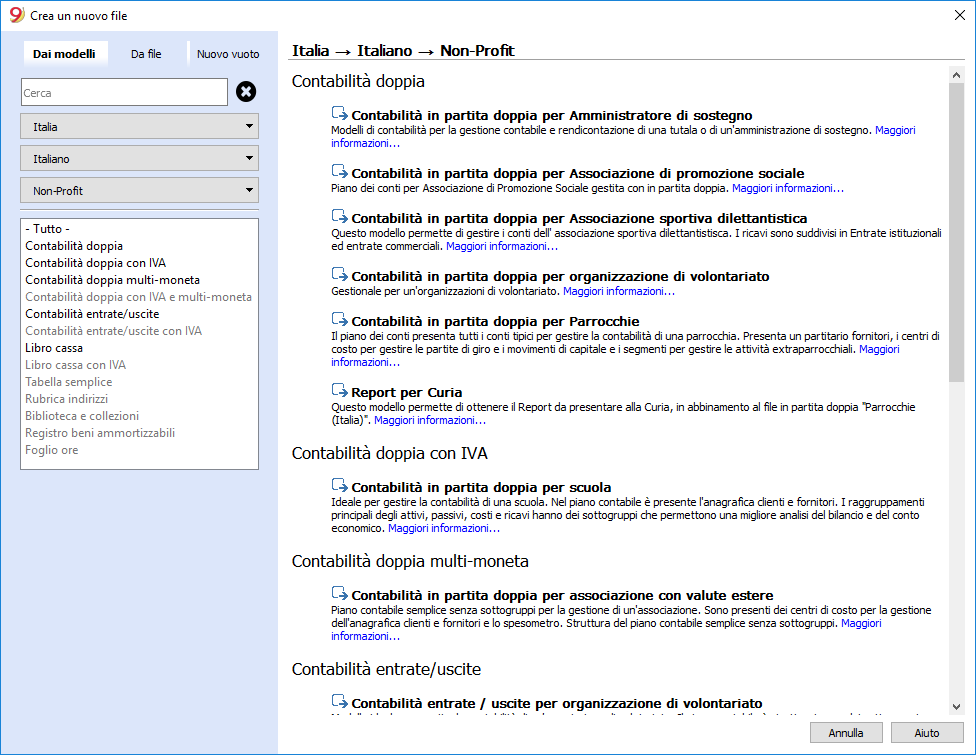 Crea un nuovo file
Dai modelli
Da file
Nuovo vuoto
Cerca
Italia
Italiano
Non-Profit
- Tutto -
Contabilità doppia
Contabilità doppia con IVA
Contabilità doppia multi-moneta
Contabilità doppia con IVA e multi-moneta
Contabilità entrate/uscite
Contabilità entrate/uscite con IVA
Libro cassa
Libro cassa con IVA
Tabella semplice
Rubrica indirizzi
Biblioteca e collezioni
Registro beni ammortizzabili
Foglio ore
Italia → Italiano → Non-Profit
Contabilità doppia
Contabilità in partita doppia per Amministratore di sostegno
Modelli di contabilità per la gestione contabile e rendicontazione di una tutala o di un'amministrazione di sostegno. Maggiori
informazioni...
Contabilità in partita doppia per Associazione di promozione sociale
Piano dei conti per Associazione di Promozione Sociale gestita con in partita doppia. Maggiori informazioni...
Contabilità in partita doppia per Associazione sportiva dilettantistica
Questo modello permette di gestire i conti dell' associazione sportiva dilettantistisca. I ricavi sono suddivisi in Entrate istituzionali
ed entrate commerciali. Maggiori informazioni...
Contabilità in partita doppia per organizzazione di volontariato
Gestionale per un'organizzazioni di volontariato. Maggiori informazioni...
Contabilità in partita doppia per Parrocchie
Il piano dei conti presenta tutti i conti tipici per gestire la contabilità di una parrocchia. Presenta un partitario fornitori, i centri di
costo per gestire le partite di giro e i movimenti di capitale e i segmenti per gestire le attività extraparrocchiali. Maggiori
informazioni...
Report per Curia
Questo modello permette di ottenere il Report da presentare alla Curia, in abbinamento al file in partita doppia "Parrocchie
(Italia)". Maggiori informazioni...
Contabilità doppia con IVA
Contabilità in partita doppia per scuola
Ideale per gestire la contabilità di una scuola. Nel piano contabile è presente l'anagrafica clienti e fornitori. I raggruppamenti
principali degli attivi, passivi, costi e ricavi hanno dei sottogruppi che permettono una migliore analisi del bilancio e del conto
economico. Maggiori informazioni...
Contabilità doppia multi-moneta
Contabilità in partita doppia per associazione con valute estere
Piano contabile semplice senza sottogruppi per la gestione di un'associazione. Sono presenti dei centri di costo per la gestione
dell'anagrafica clienti e fornitori e lo spesometro. Struttura del piano contabile semplice senza sottogruppi. Maggiori
informazioni...
Contabilità entrate/uscite
Contabilità entrate / uscite per organizzazione di volontariato
Annulla
Aiuto